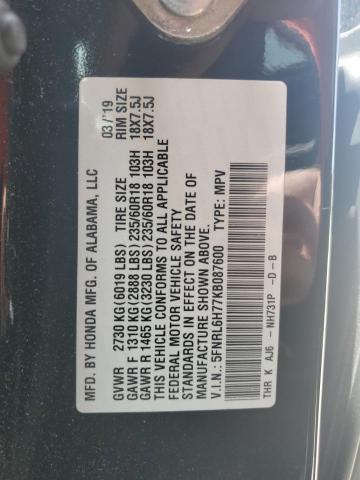 MFD. BY HONDA MFG. OF ALABAMA, LLC 03/'19
GVWR 2730 KG(6019 LBS) TIRE SIZE RIM SIZE
GAWR F 1310 KG(2888 LBS) 235/60R18 103H 18X7.5J
GAWR R 1465 KG(3230 LBS) 235/60R18 103H 18X7.5J
THIS VEHICLE CONFORMS TO ALL APPLICABLE
FEDERAL MOTOR VEHICLE SAFETY
STANDARDS IN EFFECT ON THE DATE OF
MANUFACTURE SHOWN ABOVE.
V.I.N.: 5FNRL6H77KB087600 TYPE: MPV
THR K AJ6 - NH731P -D-B